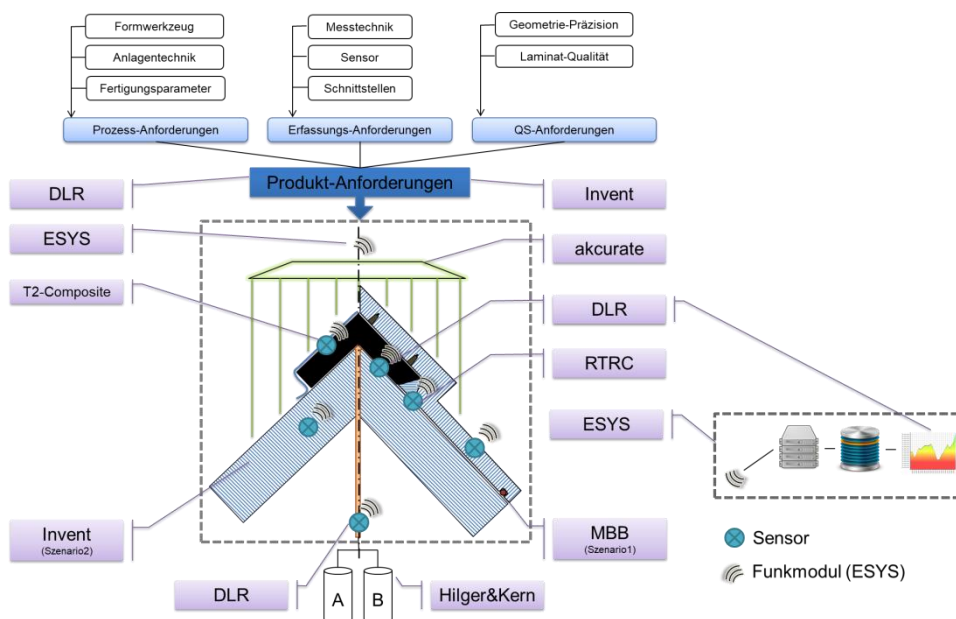 Formwerkzeug
Anlagentechnik
Fertigungsparameter
Prozess-Anforderungen
Messtechnik
Sensor
Schnittstellen
Erfassungs-Anforderungen
Geometrie-Präzision
Laminat-Qualität
QS-Anforderungen
Produkt-Anforderungen
DLR
Invent
ESYS
akcurate
T2-Composite
DLR
RTRC
ESYS
Invent
(Szenario2)
MBB
(Szenario1)
Sensor
Funkmodul (ESYS)
DLR
A
B
Hilger&Kern